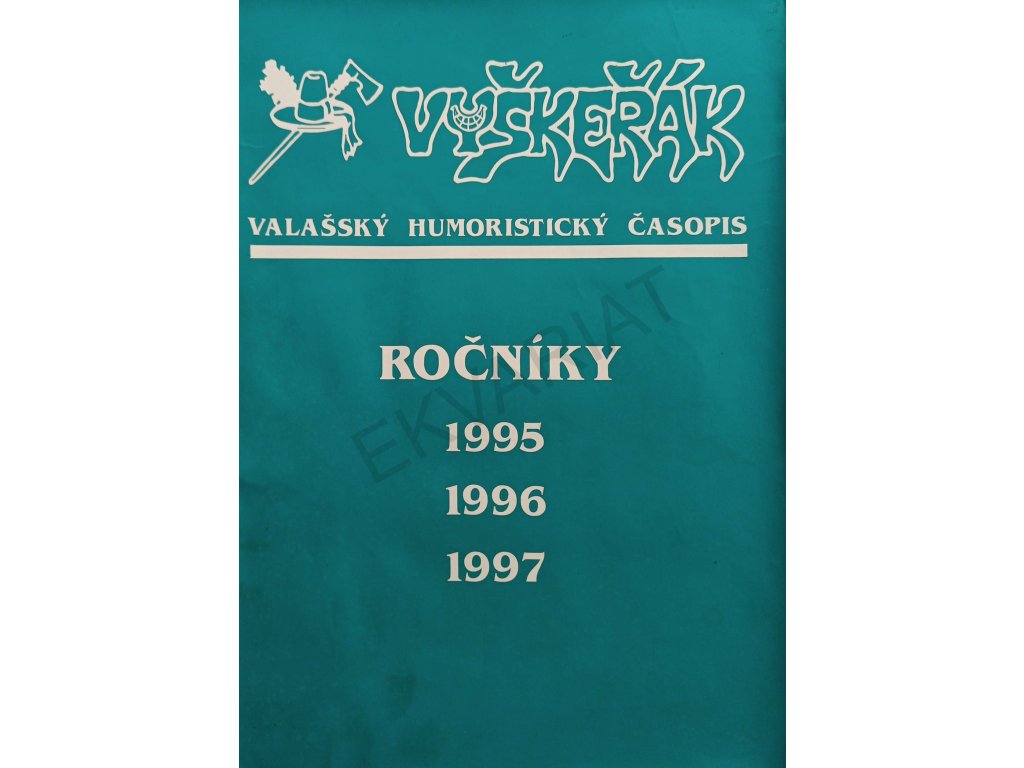 VYŠKEŘÁK
VALAŠSKÝ HUMORISTICKÝ ČASOPIS
ROČNÍKY
1995
1996
1997
EKVARIAT